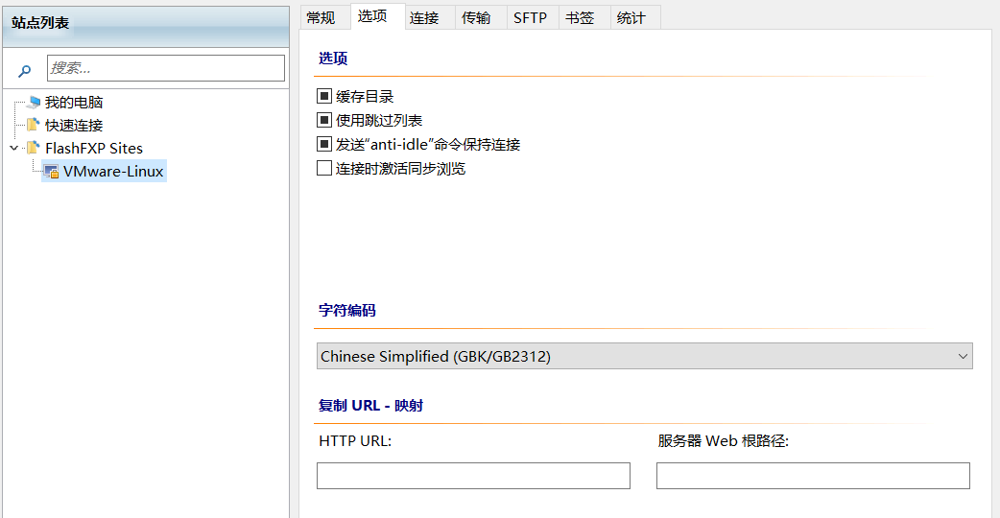 站点列表
搜索...
我的电脑
快速连接
FlashFXP Sites
VMware-Linux
常规 选项 连接 传输 SFTP 书签 统计
选项
缓存目录
使用跳过列表
发送“anti-idle”命令保持连接
连接时激活同步浏览
字符编码
Chinese Simplified (GBK/GB2312)
复制 URL - 映射
HTTP URL: 服务器 Web 根路径: